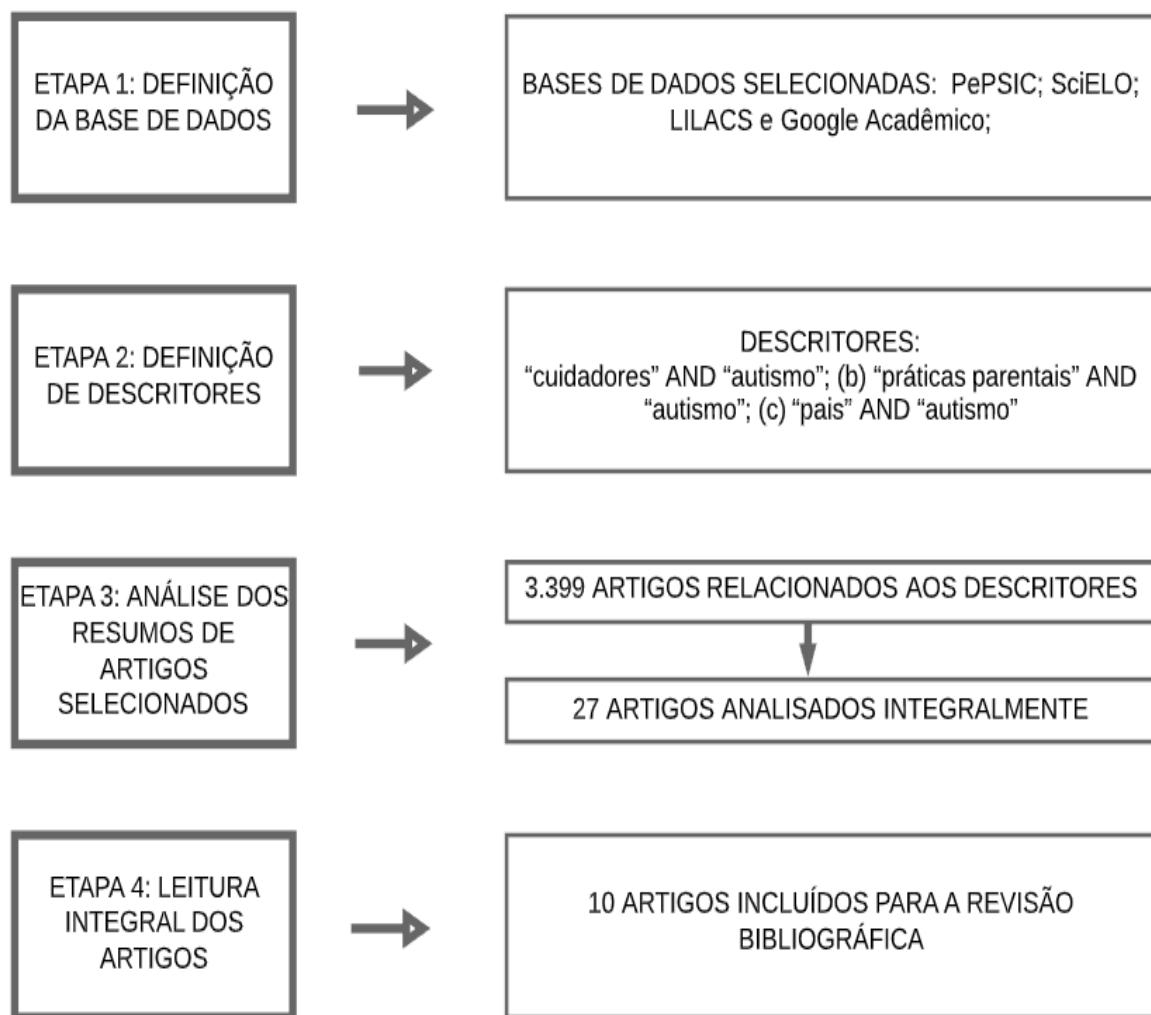 ETAPA 1: DEFINIÇÃO
DA BASE DE DADOS
BASES DE DADOS SELECIONADAS: PePSIC; SciELO;
LILACS e Google Acadêmico;
ETAPA 2: DEFINIÇÃO
DE DESCRITORES
DESCRITORES:
“cuidadores” AND “autismo”; (b) “práticas parentais” AND
“autismo”; (c) “pais” AND “autismo”
ETAPA 3: ANÁLISE DOS
RESUMOS DE
ARTIGOS
SELECIONADOS
3.399 ARTIGOS RELACIONADOS AOS DESCRITORES
27 ARTIGOS ANALISADOS INTEGRALMENTE
ETAPA 4: LEITURA
INTEGRAL DOS
ARTIGOS
10 ARTIGOS INCLUÍDOS PARA A REVISÃO
BIBLIOGRÁFICA